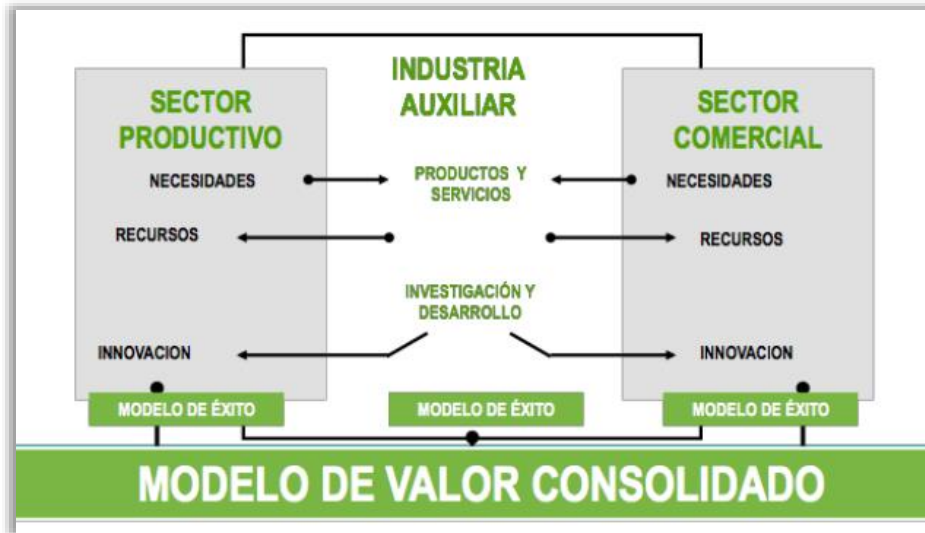 INDUSTRIA
AUXILIAR
SECTOR
PRODUCTIVO
SECTOR
COMERCIAL
NECESIDADES
PRODUCTOS Y
SERVICIOS
NECESIDADES
RECURSOS
RECURSOS
INVESTIGACIÓN Y
DESARROLLO
INNOVACION
INNOVACION
MODELO DE ÉXITO
MODELO DE ÉXITO
MODELO DE ÉXITO
MODELO DE VALOR CONSOLIDADO